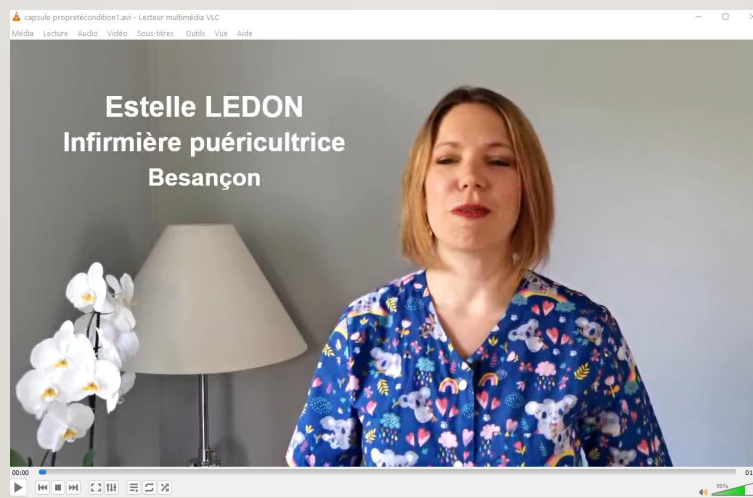 capsule propretécondition1.avi - Lecteur multimédia VLC
Média Lecture Audio Vidéo Sous-titres Outils Vue Aide
Estelle LEDON
Infirmière puéricultrice
Besançon
00:00
95%